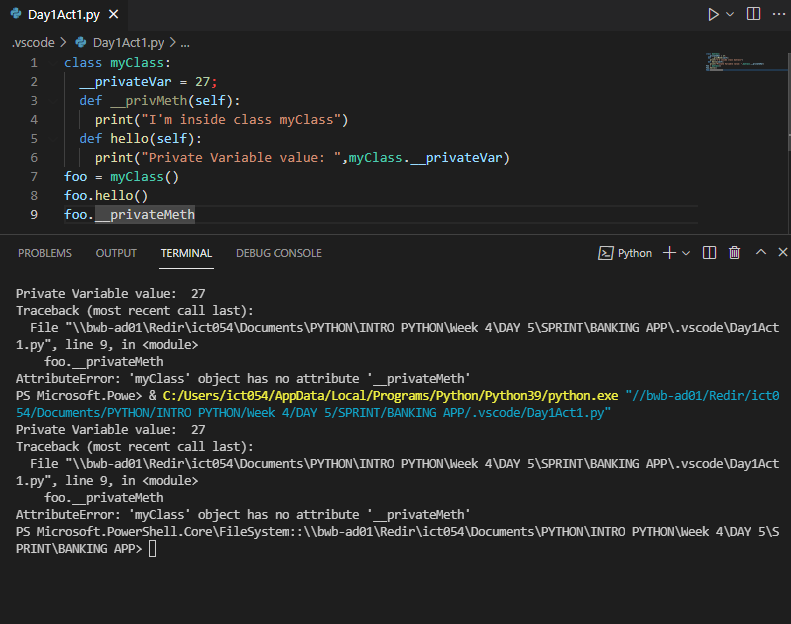 Day1Act1.py
.vscode > Day1Act1.py > ...
1 class myClass:
2 __privateVar = 27;
3 def __privMeth(self):
4 print("I'm inside class myClass")
5 def hello(self):
6 print("Private Variable value: ",myClass.__privateVar)
7 foo = myClass()
8 foo.hello()
9 foo.__privateMeth
PROBLEMS OUTPUT TERMINAL DEBUG CONSOLE Python
Private Variable value:  27
Traceback (most recent call last):
File "\\bwb-ad01\Redir\ict054\Documents\PYTHON\INTRO PYTHON\Week 4\DAY 5\SPRINT\BANKING APP\.vscode\Day1Act
1.py", line 9, in <module>
foo.__privateMeth
AttributeError: 'myClass' object has no attribute '__privateMeth'
PS Microsoft.Powe> & C:/Users/ict054/AppData/Local/Programs/Python/Python39/python.exe "//bwb-ad01/Redir/ict0
54/Documents/PYTHON/INTRO PYTHON/Week 4/DAY 5/SPRINT/BANKING APP/.vscode/Day1Act1.py"
Private Variable value:  27
Traceback (most recent call last):
File "\\bwb-ad01\Redir\ict054\Documents\PYTHON\INTRO PYTHON\Week 4\DAY 5\SPRINT\BANKING APP\.vscode\Day1Act
1.py", line 9, in <module>
foo.__privateMeth
AttributeError: 'myClass' object has no attribute '__privateMeth'
PS Microsoft.PowerShell.Core\FileSystem::\\bwb-ad01\Redir\ict054\Documents\PYTHON\INTRO PYTHON\Week 4\DAY 5\S
PRINT\BANKING APP>